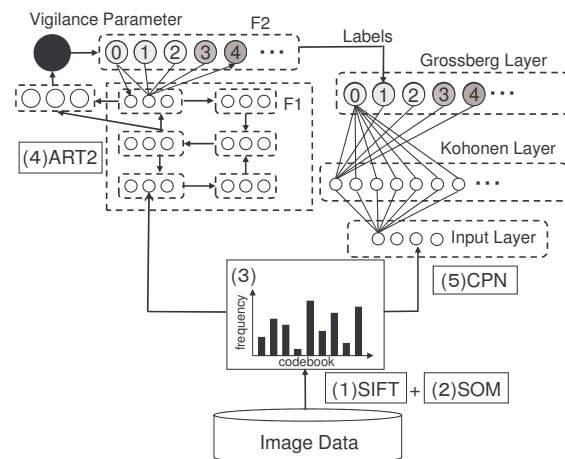 Vigilance Parameter
F2
0 1 2 3 4 ...
Labels
Grossberg Layer
0 1 2 3 4 ...
F1
(4)ART2
Kohonen Layer
...
Input Layer
(5)CPN
(3)
frequency
codebook
(1)SIFT + (2)SOM
Image Data